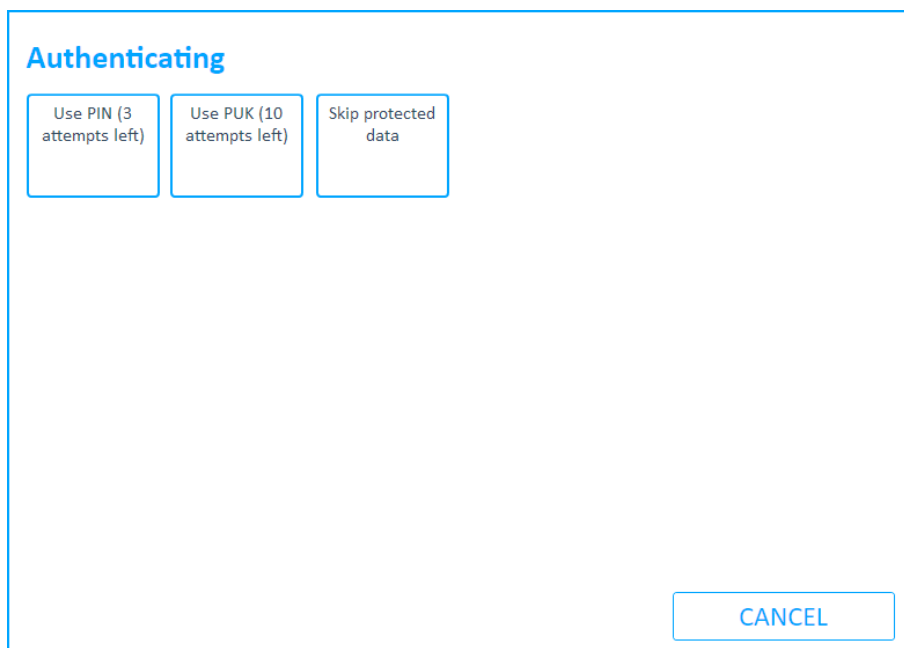 Authenticating
Use PIN (3
attempts left)
Use PUK (10
attempts left)
Skip protected
data
CANCEL